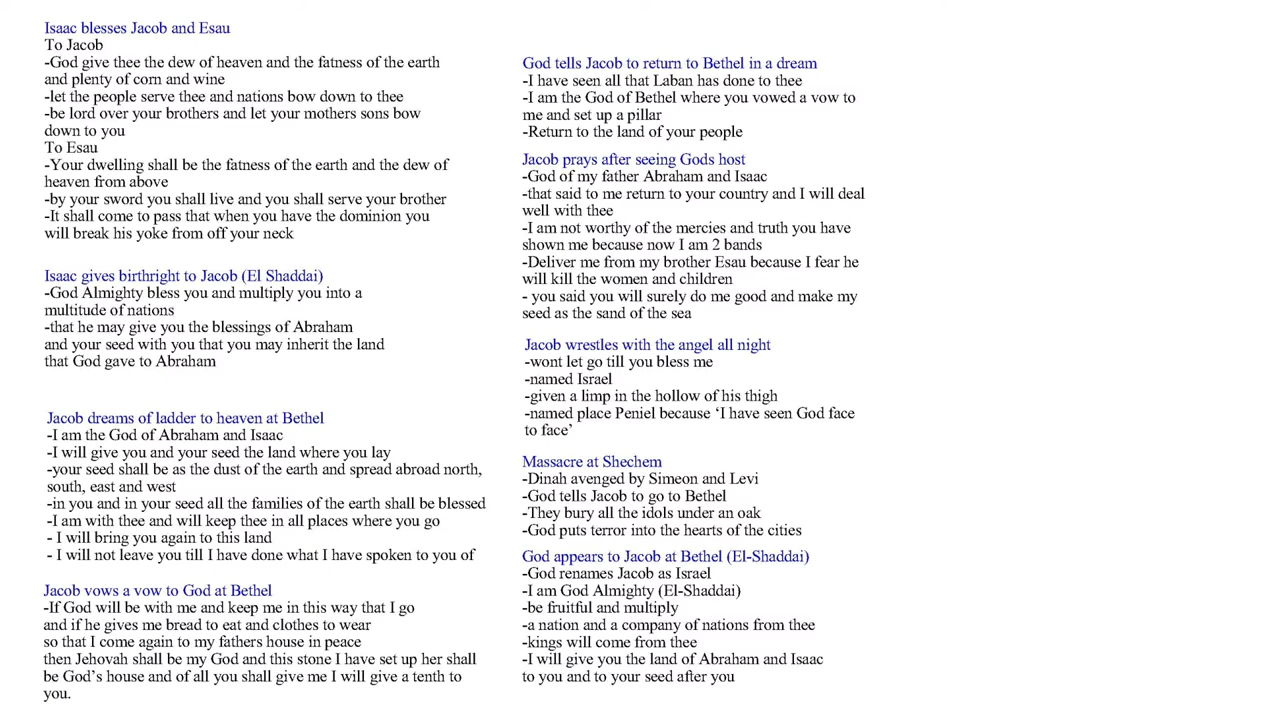 Isaac blesses Jacob and Esau
To Jacob
-God give thee the dew of heaven and the fatness of the earth
and plenty of corn and wine
-let the people serve thee and nations bow down to thee
-be lord over your brothers and let your mothers sons bow
down to you
To Esau
-Your dwelling shall be the fatness of the earth and the dew of
heaven from above
-by your sword you shall live and you shall serve your brother
-It shall come to pass that when you have the dominion you
will break his yoke from off your neck
Isaac gives birthright to Jacob (El Shaddai)
-God Almighty bless you and multiply you into a
multitude of nations
-that he may give you the blessings of Abraham
and your seed with you that you may inherit the land
that God gave to Abraham
Jacob dreams of ladder to heaven at Bethel
-I am the God of Abraham and Isaac
-I will give you and your seed the land where you lay
-your seed shall be as the dust of the earth and spread abroad north,
south, east and west
-in you and in your seed all the families of the earth shall be blessed
-I am with thee and will keep thee in all places where you go
- I will bring you again to this land
- I will not leave you till I have done what I have spoken to you of
Jacob vows a vow to God at Bethel
-If God will be with me and keep me in this way that I go
and if he gives me bread to eat and clothes to wear
so that I come again to my fathers house in peace
then Jehovah shall be my God and this stone I have set up her shall
be God's house and of all you shall give me I will give a tenth to
you.
God tells Jacob to return to Bethel in a dream
-I have seen all that Laban has done to thee
-I am the God of Bethel where you vowed a vow to
me and set up a pillar
-Return to the land of your people
Jacob prays after seeing Gods host
-God of my father Abraham and Isaac
-that said to me return to your country and I will deal
well with thee
-I am not worthy of the mercies and truth you have
shown me because now I am 2 bands
-Deliver me from my brother Esau because I fear he
will kill the women and children
- you said you will surely do me good and make my
seed as the sand of the sea
Jacob wrestles with the angel all night
-wont let go till you bless me
-named Israel
-given a limp in the hollow of his thigh
-named place Peniel because ‘I have seen God face
to face’
Massacre at Shechem
-Dinah avenged by Simeon and Levi
-God tells Jacob to go to Bethel
-They bury all the idols under an oak
-God puts terror into the hearts of the cities
God appears to Jacob at Bethel (El-Shaddai)
-God renames Jacob as Israel
-I am God Almighty (El-Shaddai)
-be fruitful and multiply
-a nation and a company of nations from thee
-kings will come from thee
-I will give you the land of Abraham and Isaac
to you and to your seed after you